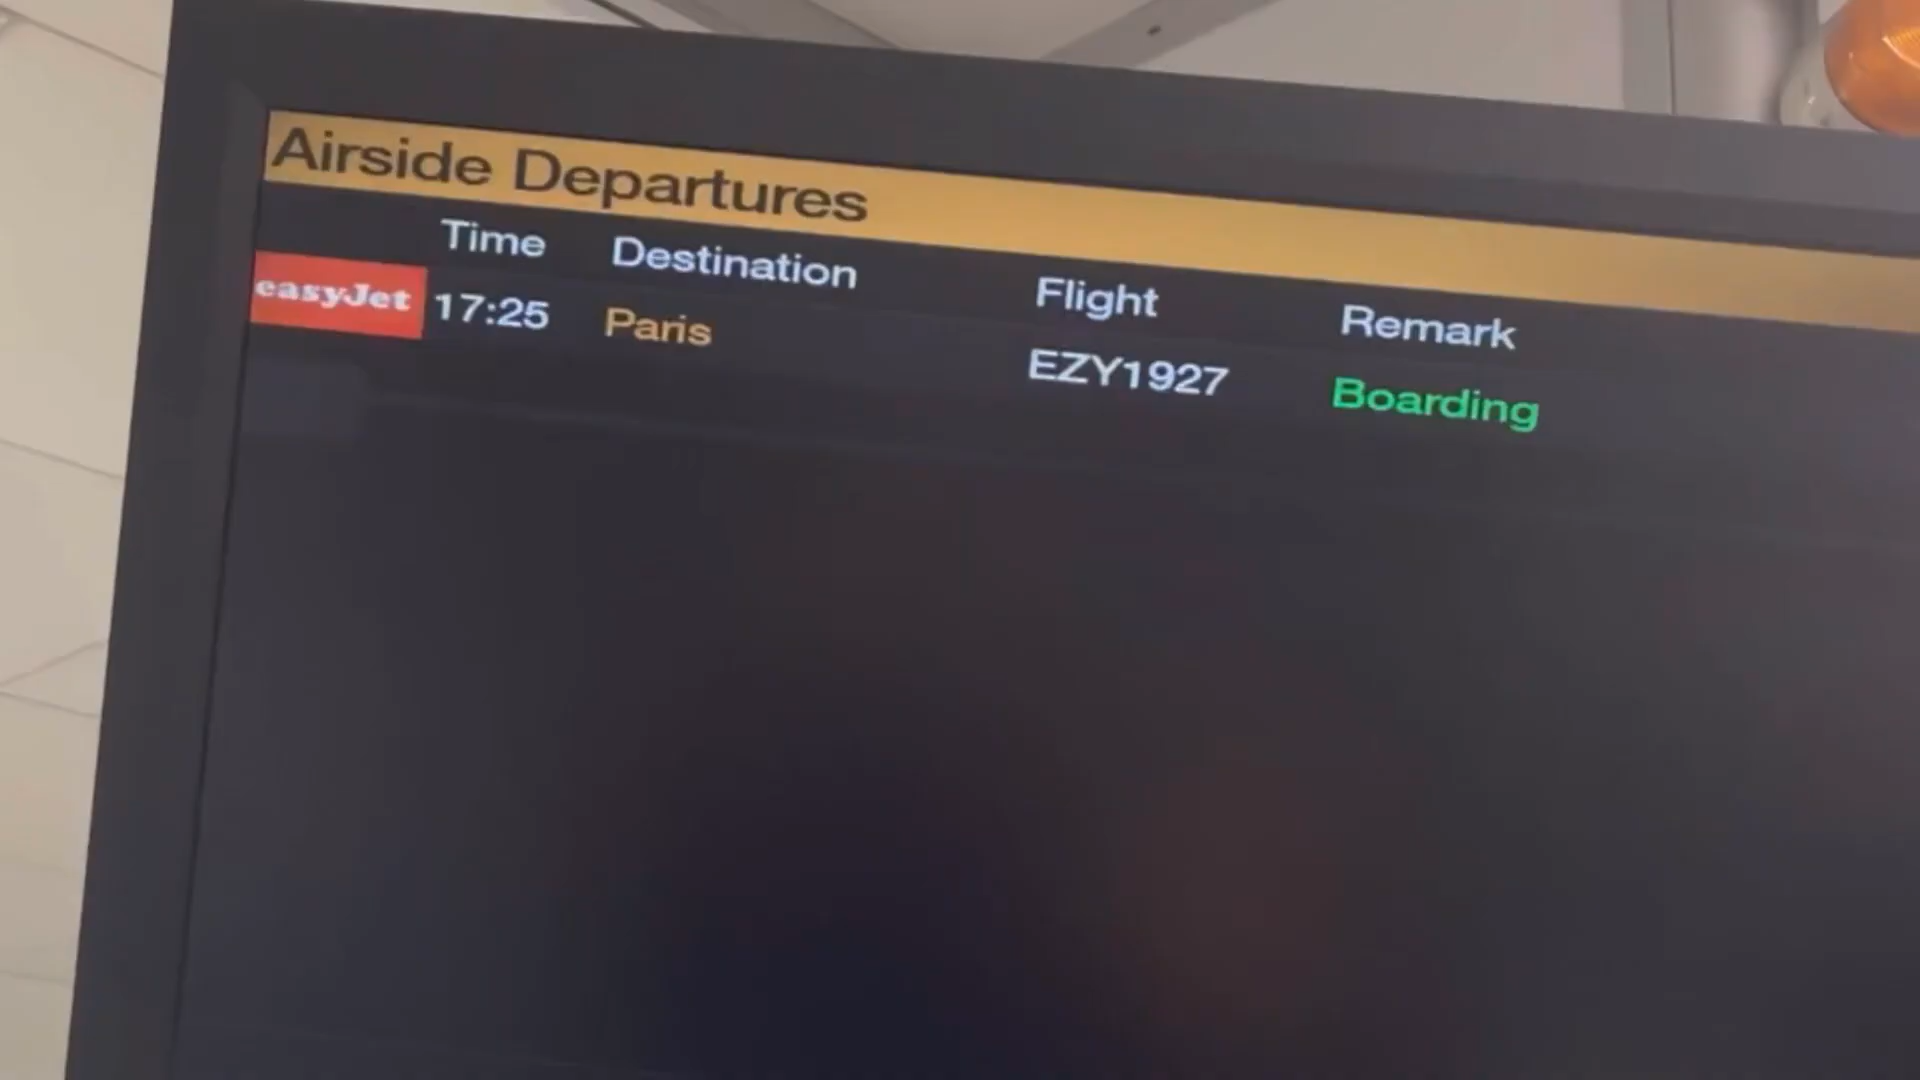 Airside Departures
Time Destination Flight Remark
easyJet 17:25 Paris EZY1927 Boarding